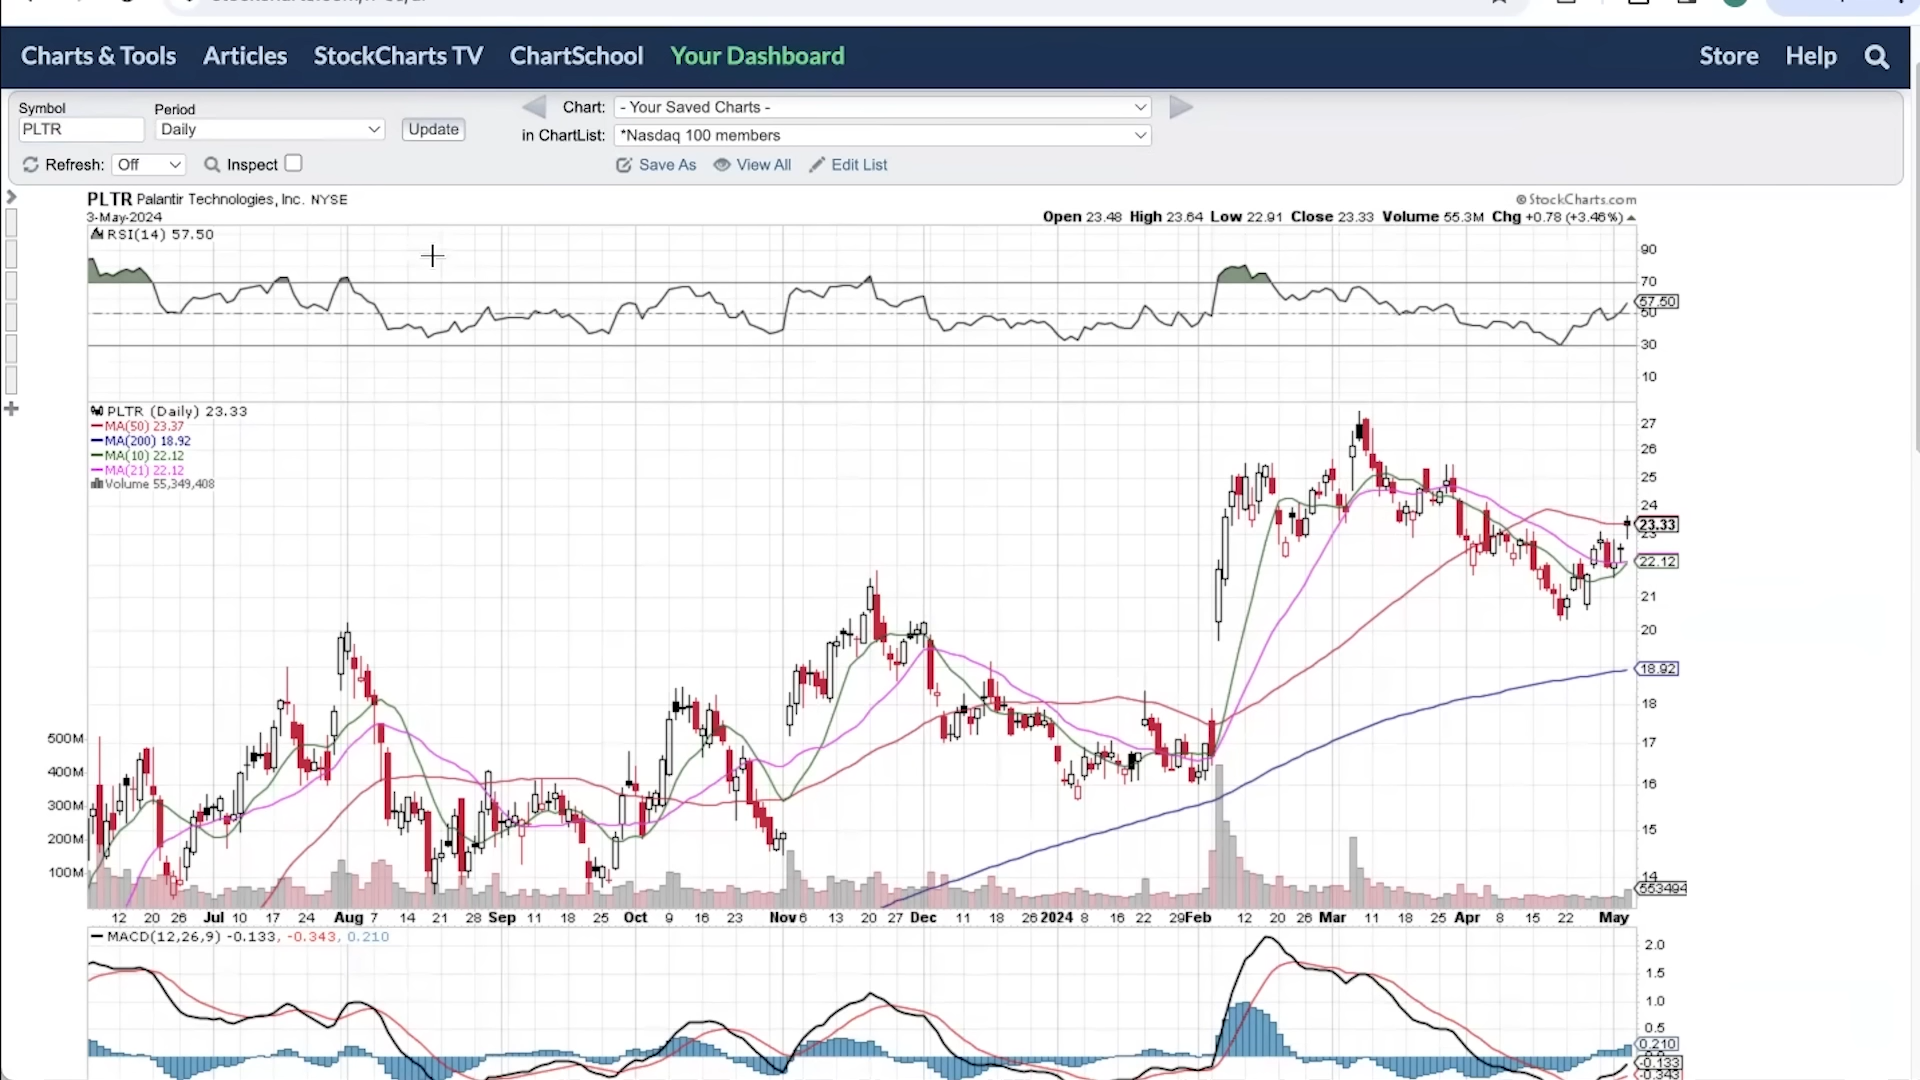 Charts & Tools Articles StockCharts TV ChartSchool Your Dashboard Store Help
Symbol Period Chart: - Your Saved Charts -
PLTR Daily Update in ChartList: *Nasdaq 100 members
Refresh: Off Inspect Save As View All Edit List
PLTR Palantir Technologies, Inc. NYSE © StockCharts.com
3-May-2024 Open 23.48 High 23.64 Low 22.91 Close 23.33 Volume 55.3M Chg +0.78 (+3.46%)
RSI(14) 57.50
90
70
57.50
50
30
10
PLTR (Daily) 23.33
MA(50) 23.37
MA(200) 18.92
MA(10) 22.12
MA(21) 22.12
Volume 55,349,408
27
26
25
24
23.33
23
22.12
21
20
18.92
18
17
16
15
14
553494
500M
400M
300M
200M
100M
12 20 26 Jul 10 17 24 Aug 7 14 21 28 Sep 11 18 25 Oct 9 16 23 Nov 6 13 20 27 Dec 11 18 26 2024 8 16 22 29 Feb 12 20 26 Mar 11 18 25 Apr 8 15 22 May
MACD(12,26,9) -0.133, -0.343, 0.210
2.0
1.5
1.0
0.5
0.210
-0.133
-0.343